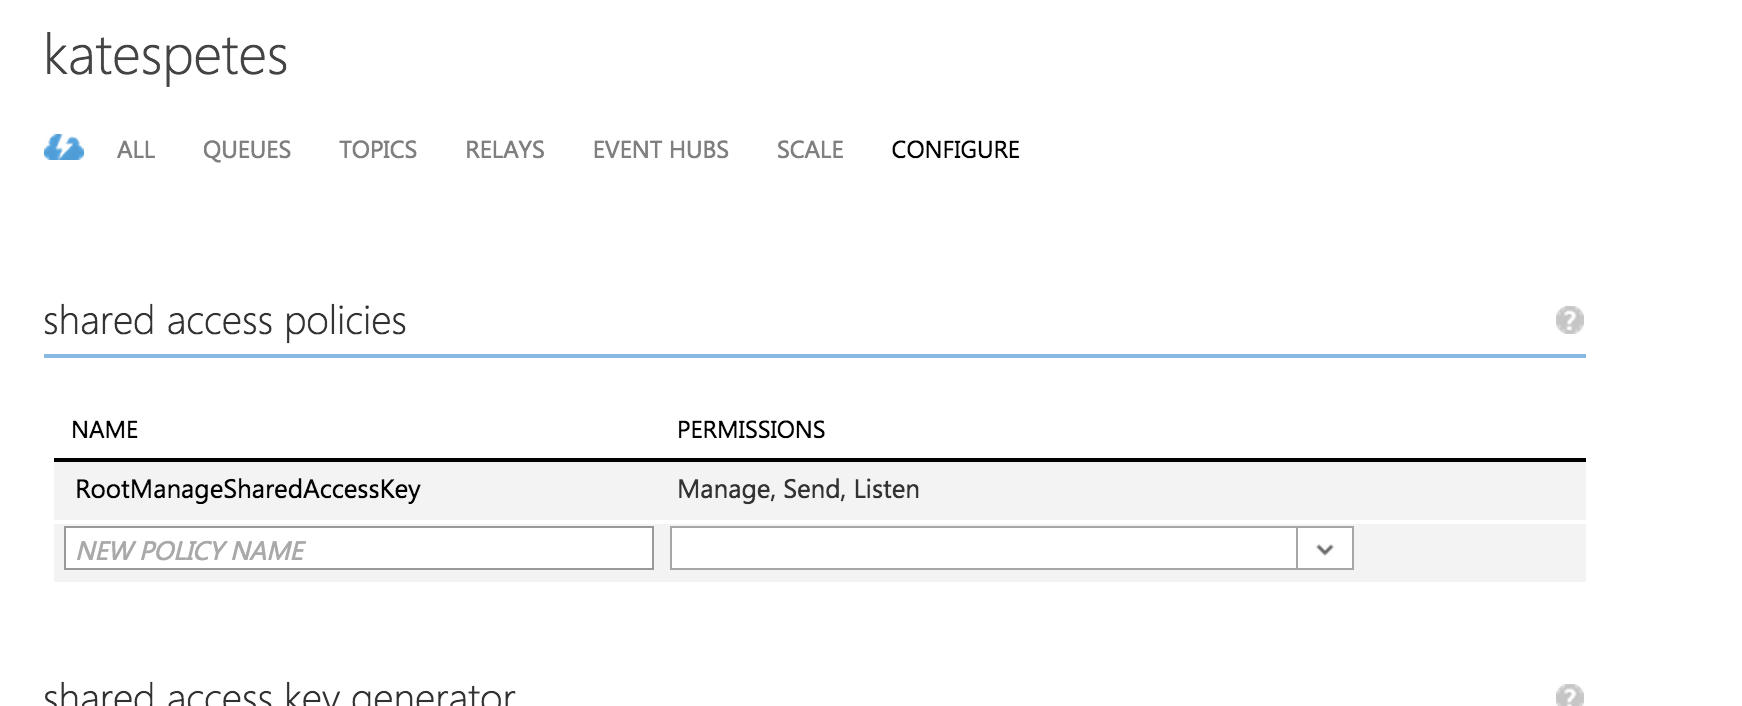 katespetes
ALL QUEUES TOPICS RELAYS EVENT HUBS SCALE CONFIGURE
shared access policies ?
NAME PERMISSIONS
RootManageSharedAccessKey Manage, Send, Listen
NEW POLICY NAME
shared access key generator ?